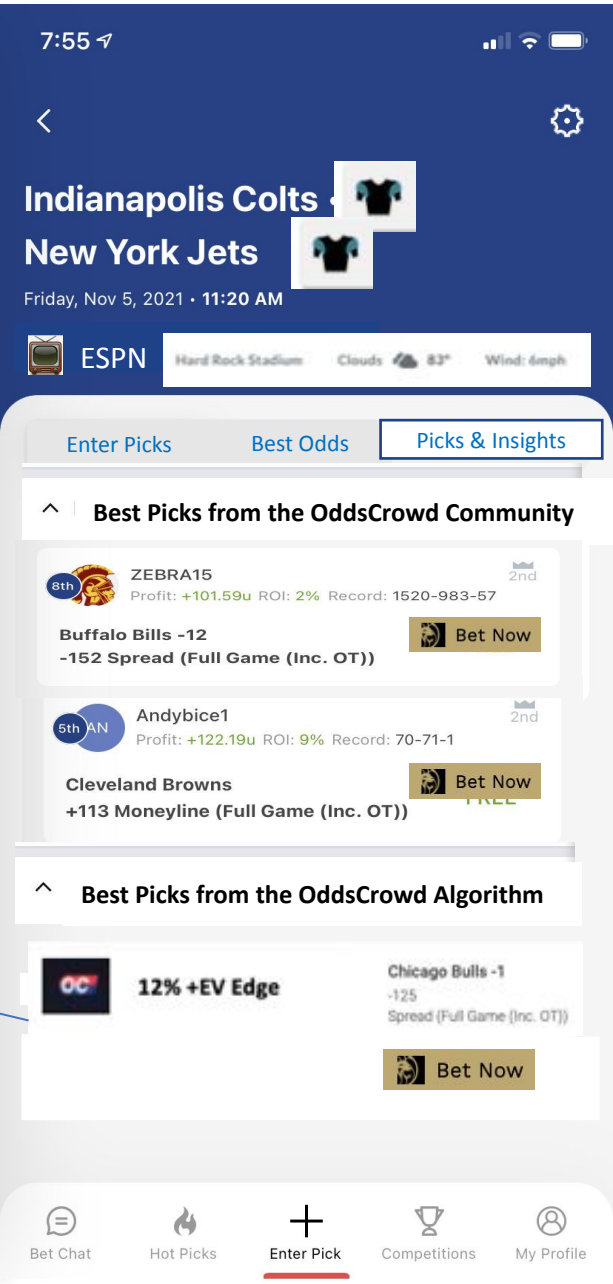 7:55
Indianapolis Colts •
New York Jets
Friday, Nov 5, 2021 • 11:20 AM
ESPN Hard Rock Stadium Clouds 83° Wind: 6mph
Enter Picks Best Odds Picks & Insights
Best Picks from the OddsCrowd Community
8th ZEBRA15 2nd
Profit: +101.59u ROI: 2% Record: 1520-983-57
Buffalo Bills -12 Bet Now
-152 Spread (Full Game (Inc. OT))
5th AN Andybice1 2nd
Profit: +122.19u ROI: 9% Record: 70-71-1
Cleveland Browns Bet Now
+113 Moneyline (Full Game (Inc. OT)) FREE
Best Picks from the OddsCrowd Algorithm
OC 12% +EV Edge Chicago Bulls -1
-125
Spread (Full Game (Inc. OT))
Bet Now
Bet Chat Hot Picks Enter Pick Competitions My Profile